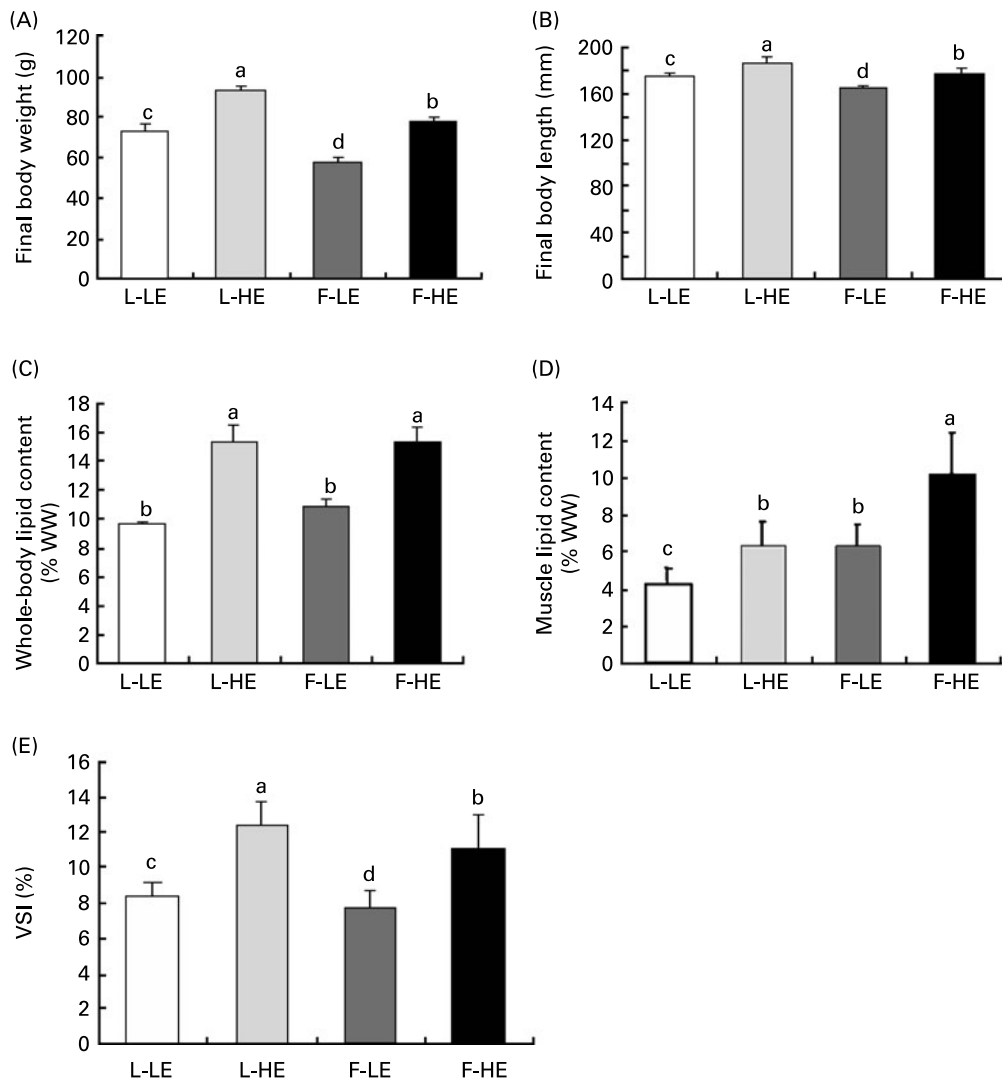 (A)
Final body weight (g)
120
100
80
60
40
20
0
c
a
d
b
L-LE
L-HE
F-LE
F-HE
(B)
Final body length (mm)
200
160
120
80
40
0
c
a
d
b
L-LE
L-HE
F-LE
F-HE
(C)
Whole-body lipid content
(% WW)
18
16
14
12
10
8
6
4
2
0
b
a
b
a
L-LE
L-HE
F-LE
F-HE
(D)
Muscle lipid content
(% WW)
14
12
10
8
6
4
2
0
c
b
b
a
L-LE
L-HE
F-LE
F-HE
(E)
VSI (%)
16
14
12
10
8
6
4
2
0
c
a
d
b
L-LE
L-HE
F-LE
F-HE